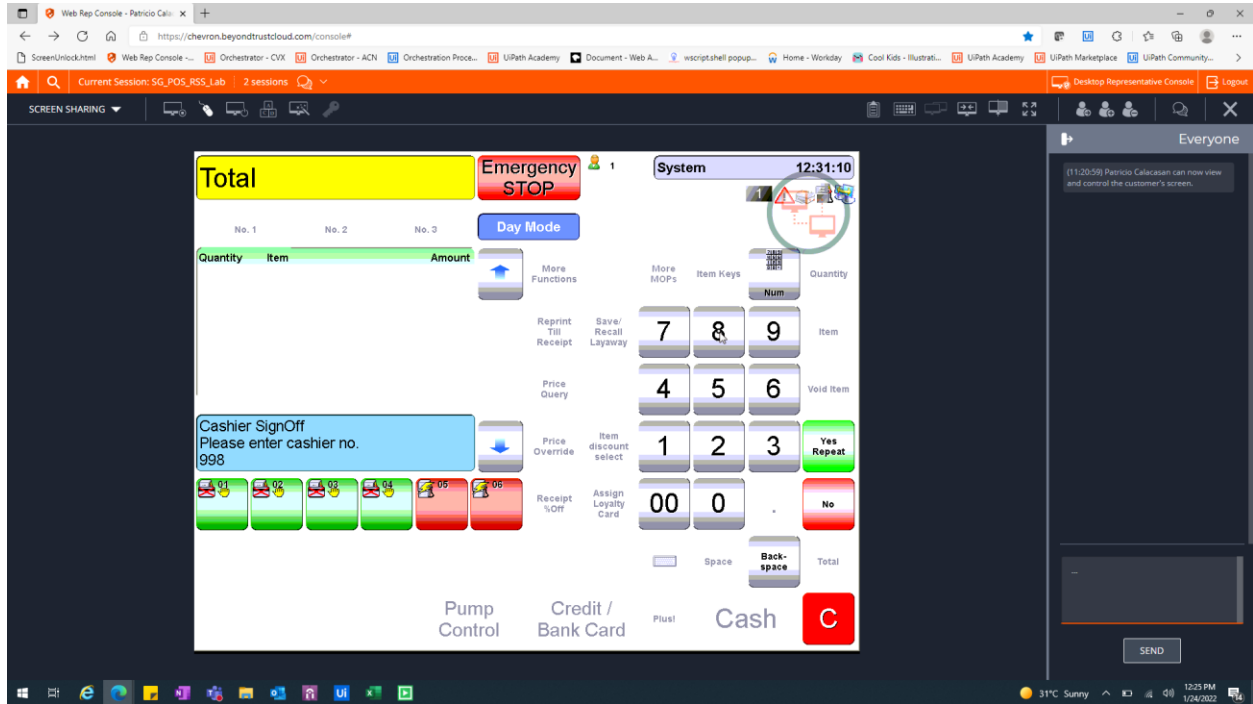 Web Rep Console - Patricio Cala
https://chevron.beyondtrustcloud.com/console#
ScreenUnlock.html
Web Rep Console -...
Orchestrator - CVX
Orchestrator - ACN
Orchestration Proce...
UiPath Academy
Document - Web A...
wscript.shell popup...
Home - Workday
Cool Kids - Illustrati...
UiPath Academy
UiPath Marketplace
UiPath Community...
Current Session: SG_POS_RSS_Lab
2 sessions
Desktop Representative Console
Logout
SCREEN SHARING
Everyone
(11:20:59) Patricio Calacasan can now view
and control the customer's screen.
Total
Emergency
STOP
1
System
12:31:10
1
No. 1
No. 2
No. 3
Day Mode
Quantity
Item
Amount
More
Functions
More
MOPs
Item Keys
Num
Quantity
Reprint
Till
Receipt
Save/
Recall
Layaway
7
8
9
Item
Price
Query
4
5
6
Void Item
Cashier SignOff
Please enter cashier no.
998
Price
Override
Item
discount
select
1
2
3
Yes
Repeat
01
02
03
04
05
06
Receipt
%Off
Assign
Loyalty
Card
00
0
.
No
Space
Back-
space
Total
Pump
Control
Credit /
Bank Card
Plus!
Cash
C
SEND
31°C Sunny
12:25 PM
1/24/2022